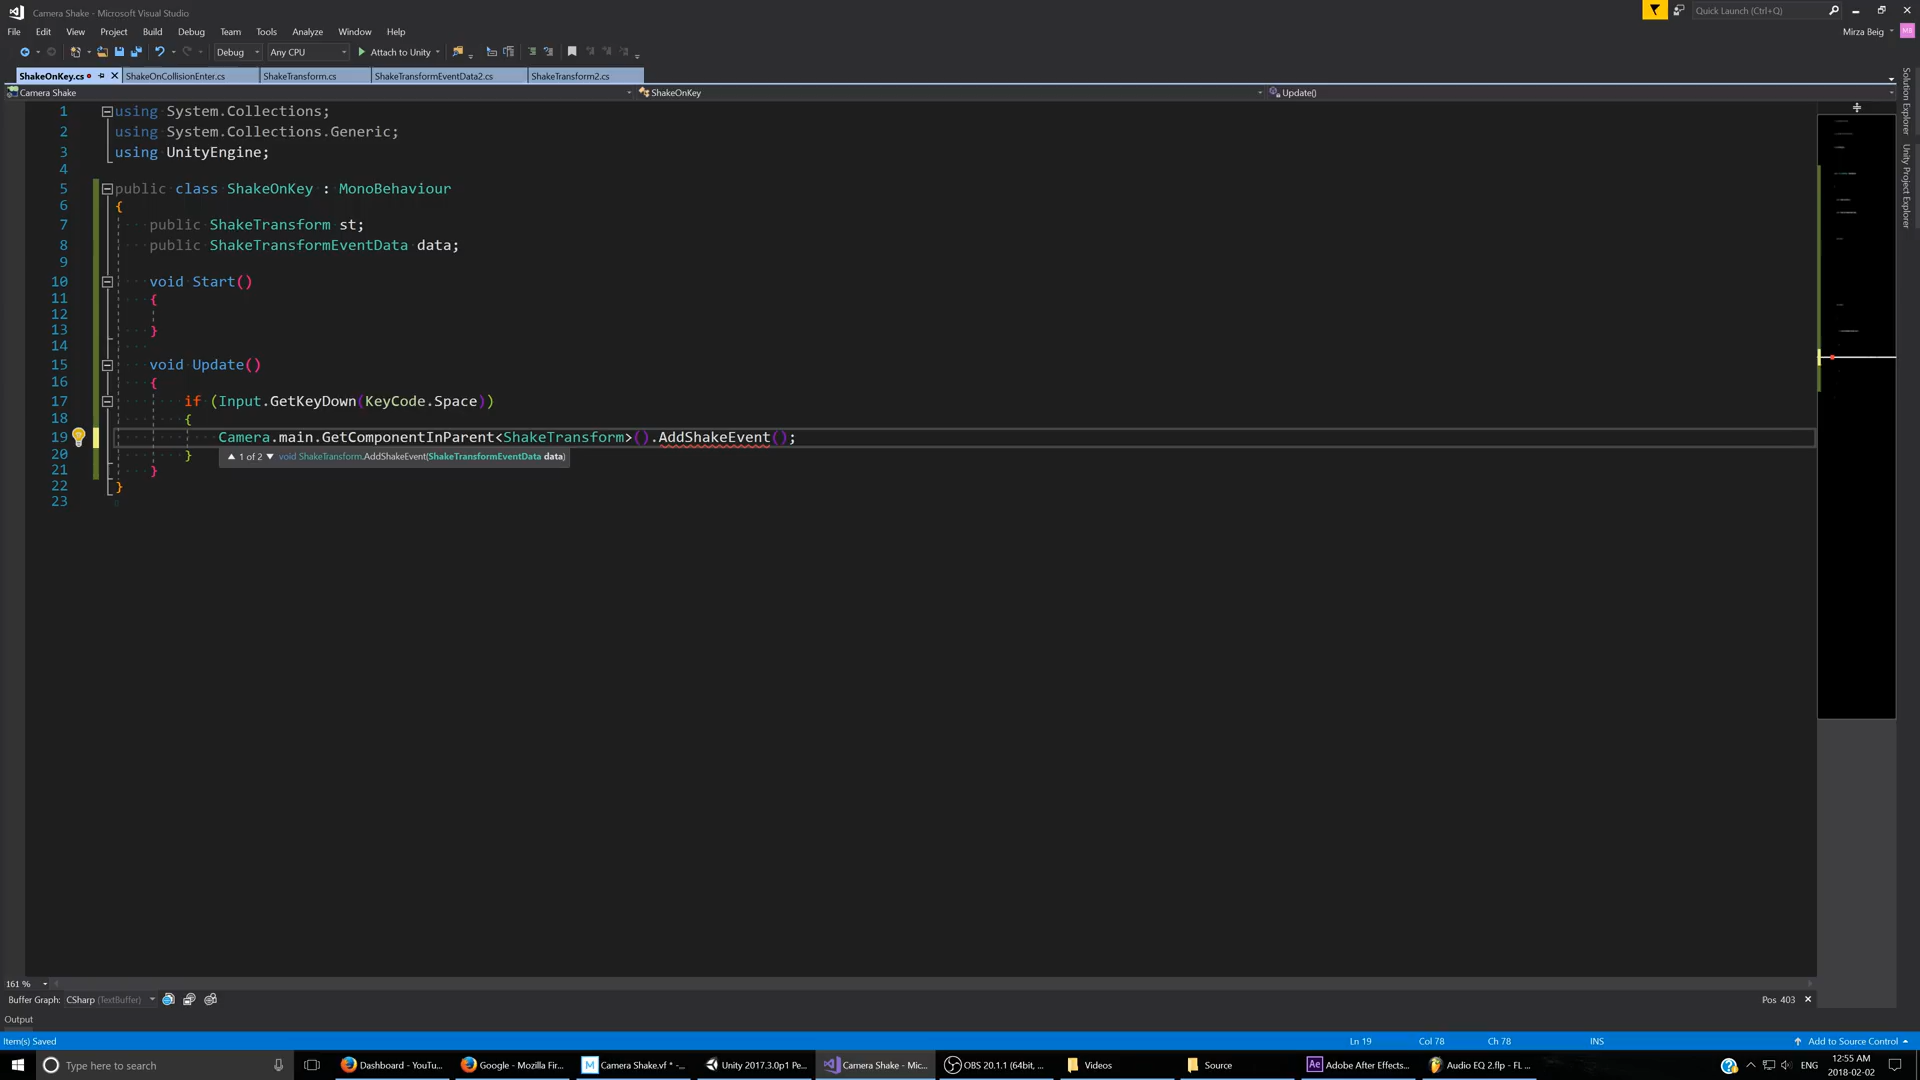 Camera Shake - Microsoft Visual Studio
Quick Launch (Ctrl+Q)
File Edit View Project Build Debug Team Tools Analyze Window Help
Mirza Beig MB
Debug Any CPU Attach to Unity
ShakeOnKey.cs ShakeOnCollisionEnter.cs ShakeTransform.cs ShakeTransformEventData2.cs ShakeTransform2.cs
Camera Shake ShakeOnKey Update()
1 using System.Collections;
2 using System.Collections.Generic;
3 using UnityEngine;
4
5 public class ShakeOnKey : MonoBehaviour
6 {
7 public ShakeTransform st;
8 public ShakeTransformEventData data;
9
10 void Start()
11 {
12
13 }
14
15 void Update()
16 {
17 if (Input.GetKeyDown(KeyCode.Space))
18 {
19 Camera.main.GetComponentInParent<ShakeTransform>().AddShakeEvent();
20 }
1 of 2 void ShakeTransform.AddShakeEvent(ShakeTransformEventData data)
21 }
22 }
23
Solution Explorer
Unity Project Explorer
161 %
Buffer Graph: CSharp (TextBuffer)
Pos 403
Output
Item(s) Saved
Ln 19 Col 78 Ch 78 INS Add to Source Control
Type here to search
Dashboard - YouTu... Google - Mozilla Fir... Camera Shake.vf * -... Unity 2017.3.0p1 Pe... Camera Shake - Mic... OBS 20.1.1 (64bit, ... Videos Source Adobe After Effects... Audio EQ 2.flp - FL ...
ENG
12:55 AM
2018-02-02